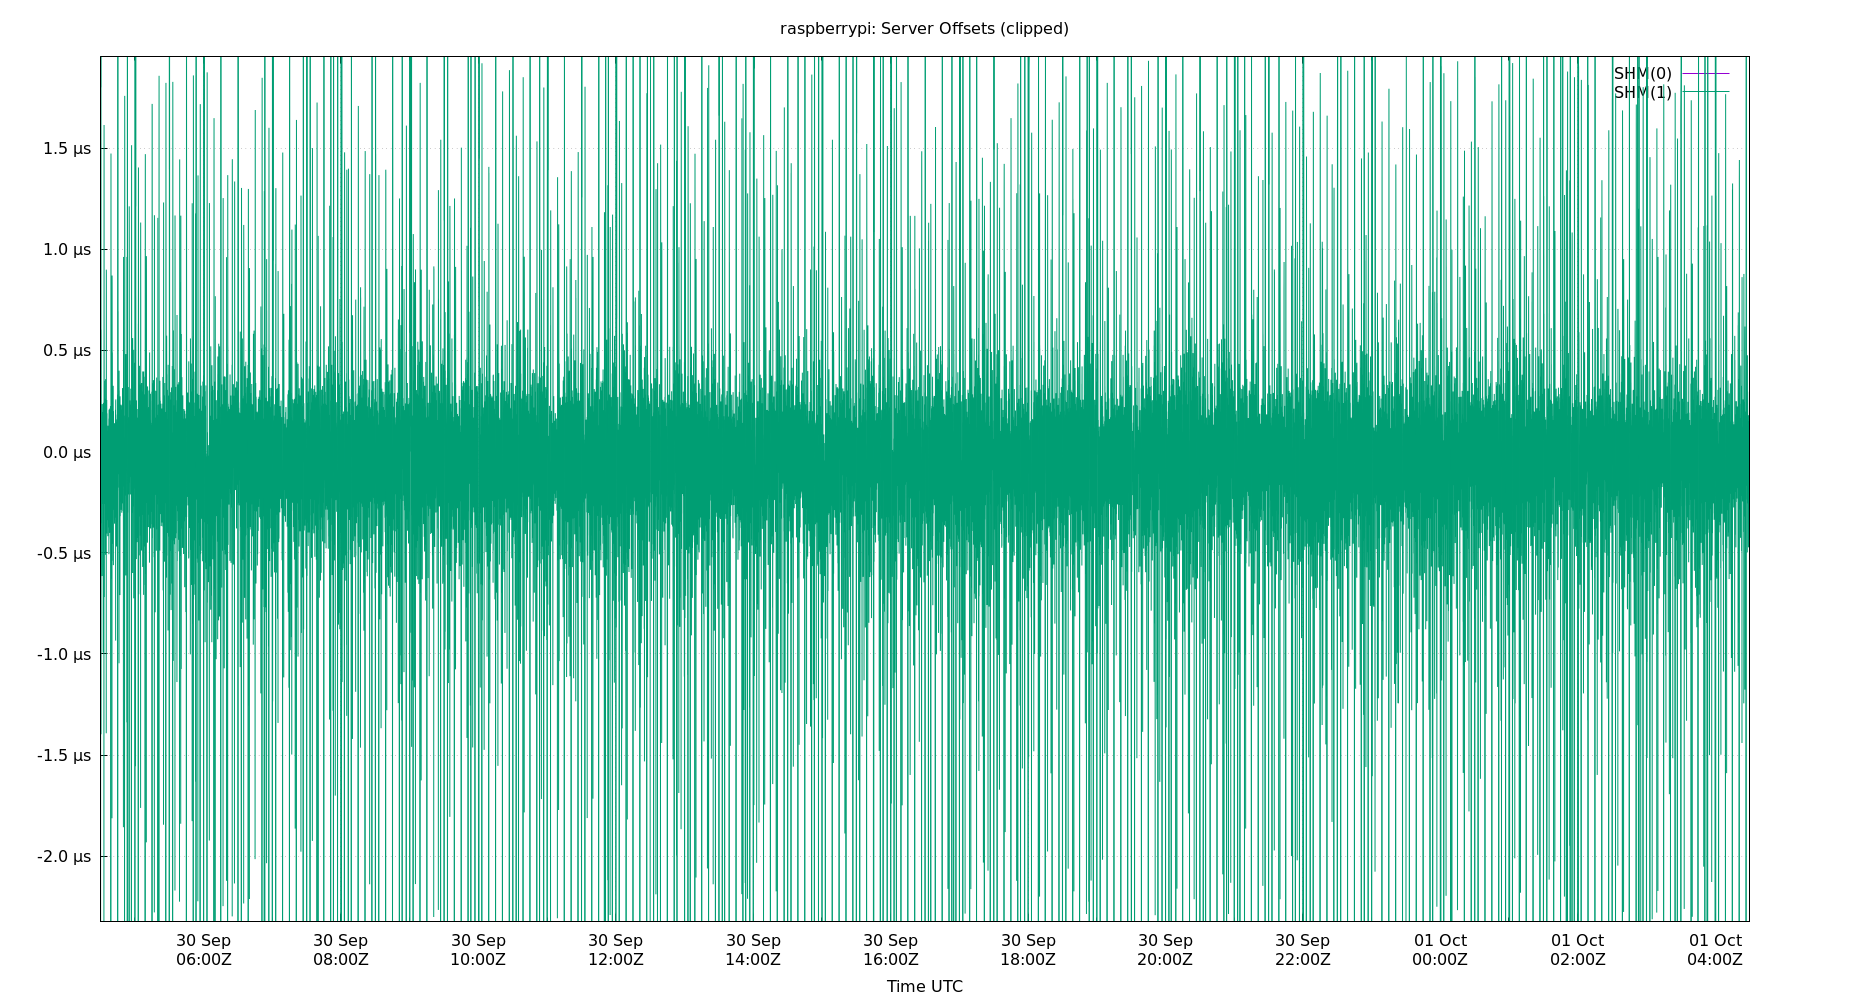 raspberrypi: Server Offsets (clipped)
SHM(0)
SHM(1)
1.5 µs
1.0 µs
0.5 µs
0.0 µs
-0.5 µs
-1.0 µs
-1.5 µs
-2.0 µs
30 Sep 30 Sep 30 Sep 30 Sep 30 Sep 30 Sep 30 Sep 30 Sep 30 Sep 01 Oct 01 Oct 01 Oct
06:00Z 08:00Z 10:00Z 12:00Z 14:00Z 16:00Z 18:00Z 20:00Z 22:00Z 00:00Z 02:00Z 04:00Z
Time UTC